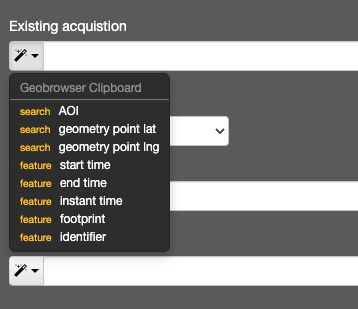 Existing acquistion
Geobrowser Clipboard
search AOI
search geometry point lat
search geometry point lng
feature start time
feature end time
feature instant time
feature footprint
feature identifier